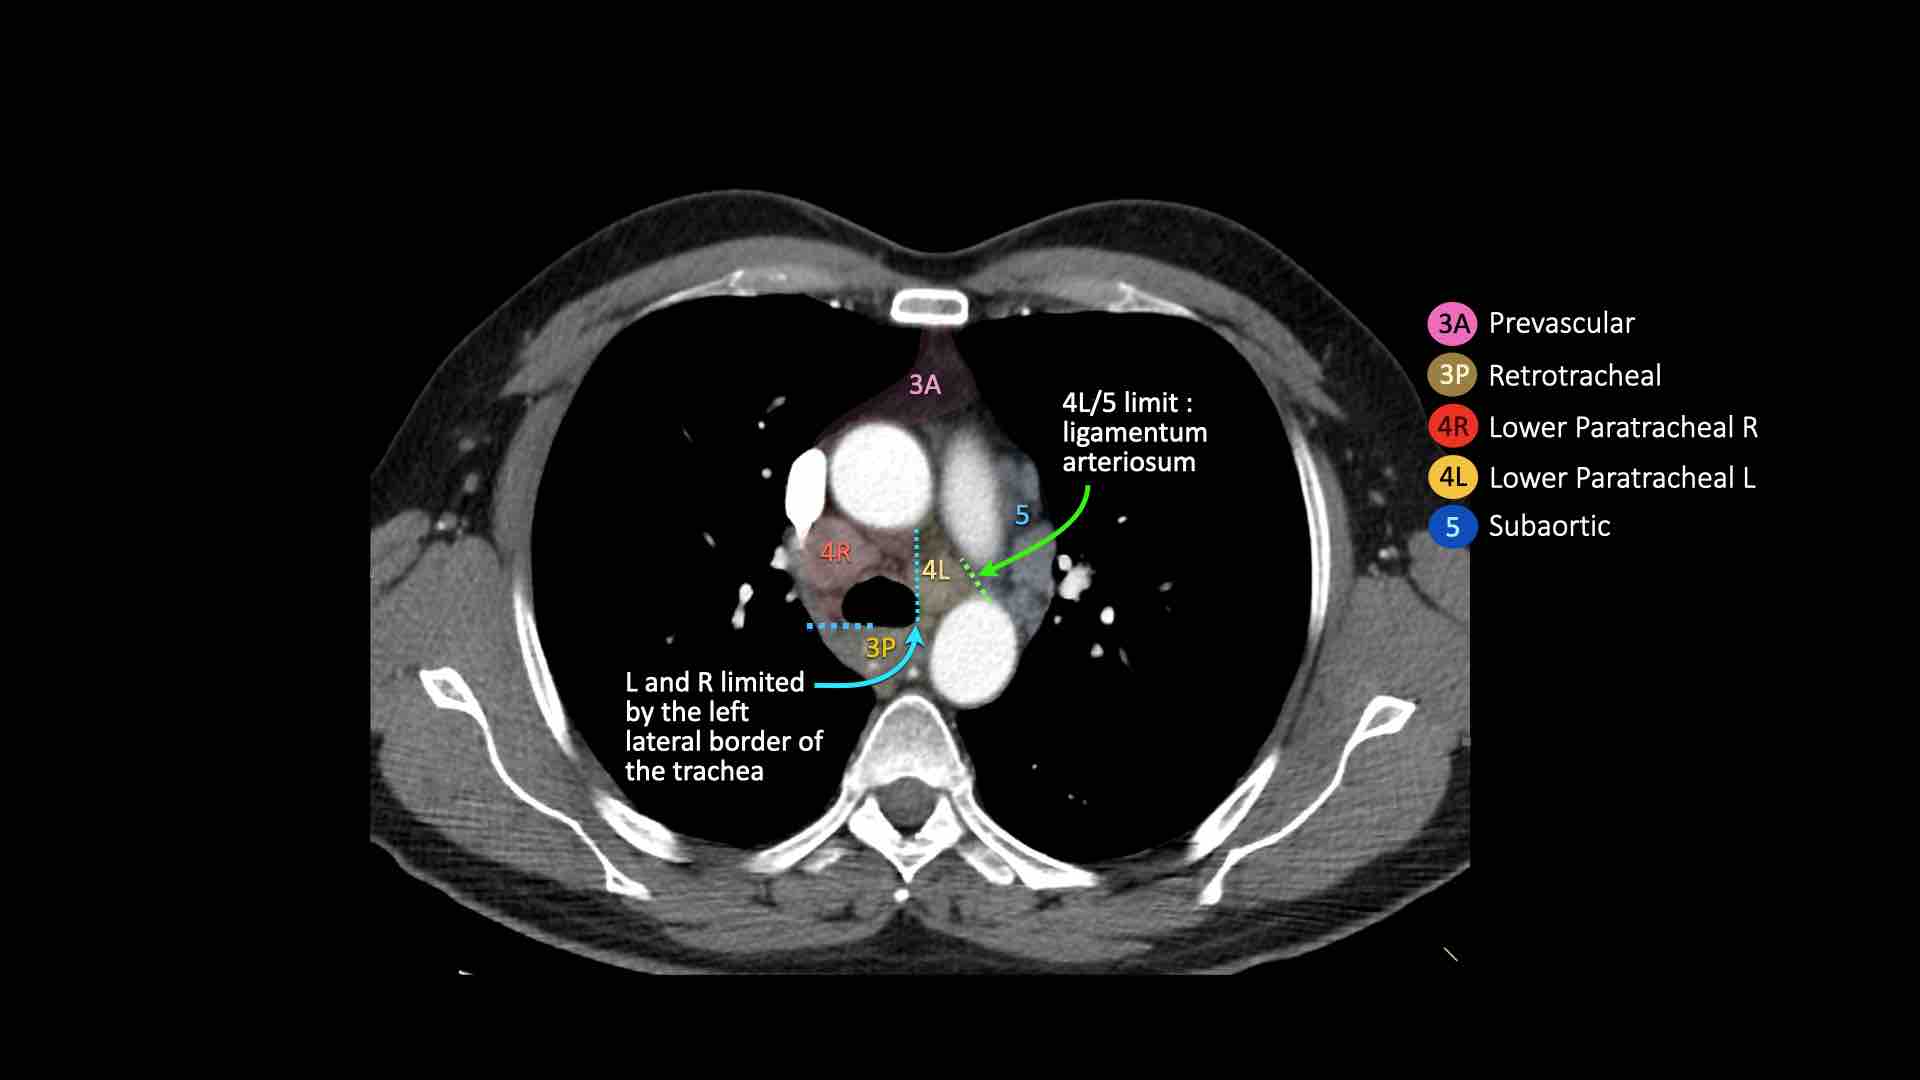 3A
4L/5 limit :
ligamentum
arteriosum
5
4R
4L
3P
L and R limited
by the left
lateral border of
the trachea
3A Prevascular
3P Retrotracheal
4R Lower Paratracheal R
4L Lower Paratracheal L
5 Subaortic